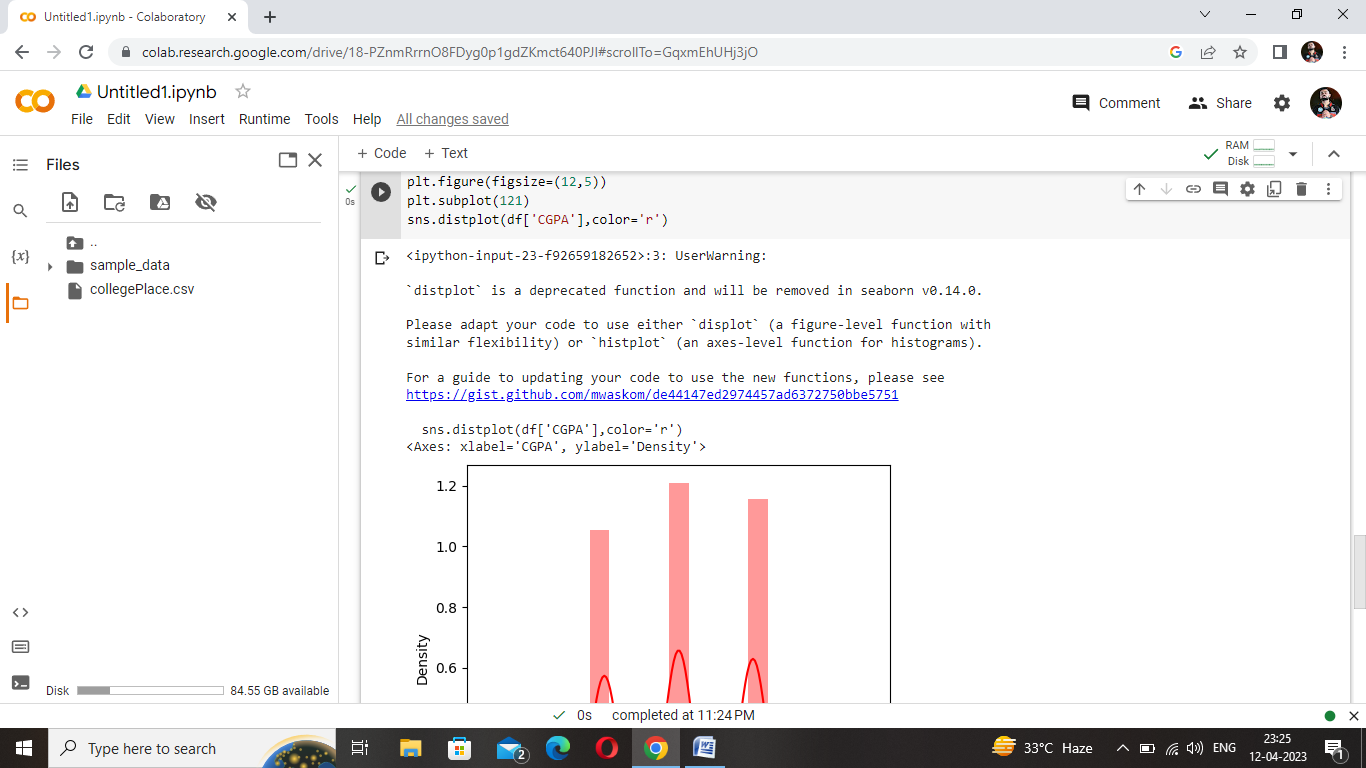 Untitled1.ipynb - Colaboratory
colab.research.google.com/drive/18-PZnmRrrnO8FDyg0p1gdZKmct640PJI#scrollTo=GqxmEhUHj3jO
Untitled1.ipynb
File Edit View Insert Runtime Tools Help All changes saved
Comment Share
Files
+ Code + Text
RAM
Disk
{x}
..
sample_data
collegePlace.csv
0s
plt.figure(figsize=(12,5))
plt.subplot(121)
sns.distplot(df['CGPA'],color='r')
<ipython-input-23-f92659182652>:3: UserWarning:
`distplot` is a deprecated function and will be removed in seaborn v0.14.0.
Please adapt your code to use either `displot` (a figure-level function with
similar flexibility) or `histplot` (an axes-level function for histograms).
For a guide to updating your code to use the new functions, please see
https://gist.github.com/mwaskom/de44147ed2974457ad6372750bbe5751
sns.distplot(df['CGPA'],color='r')
<Axes: xlabel='CGPA', ylabel='Density'>
1.2
1.0
0.8
0.6
Density
Disk 84.55 GB available
0s completed at 11:24 PM
Type here to search
2
33°C Haze
ENG
23:25
12-04-2023
1